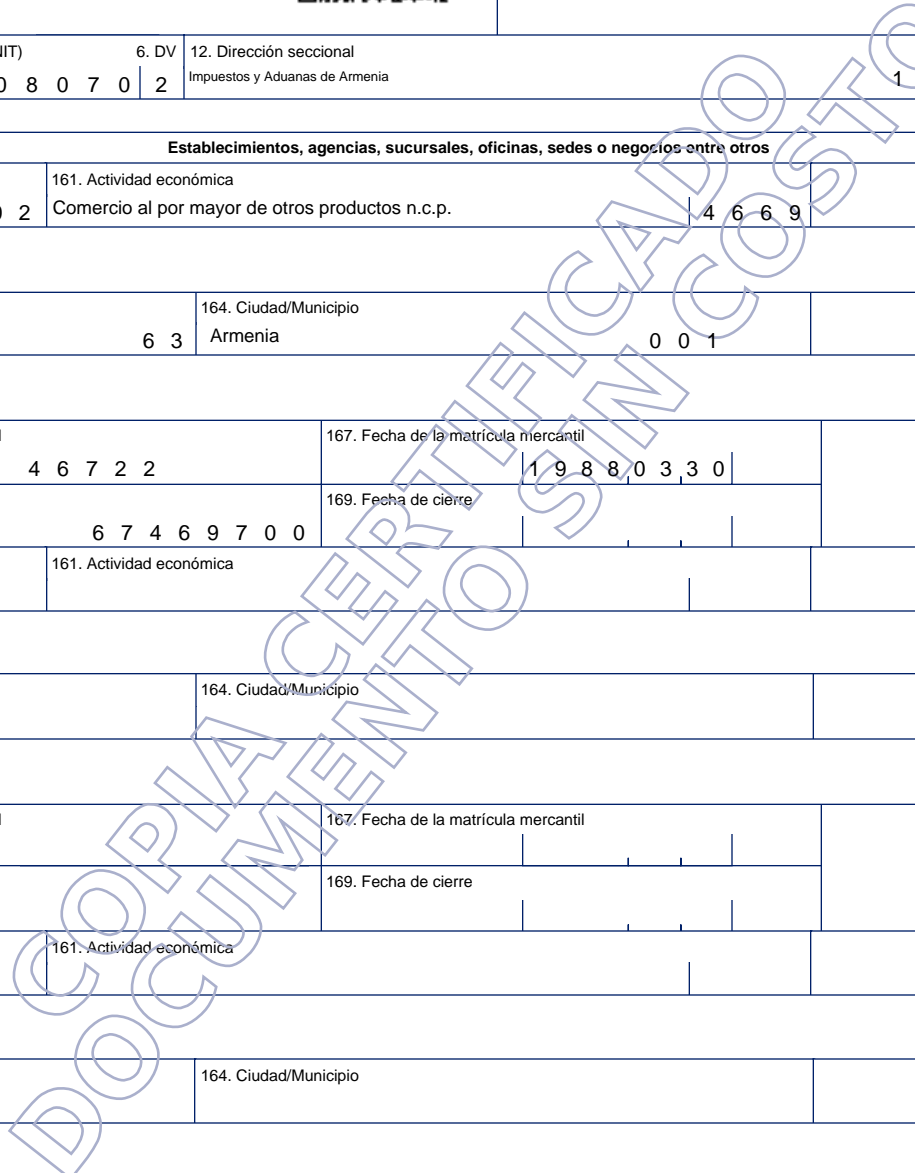 NIT) 6. DV 12. Dirección seccional
0 8 0 7 0 2 Impuestos y Aduanas de Armenia 1
Establecimientos, agencias, sucursales, oficinas, sedes o negocios entre otros
161. Actividad económica
0 2 Comercio al por mayor de otros productos n.c.p. 4 6 6 9
164. Ciudad/Municipio
6 3 Armenia 0 0 1
167. Fecha de la matrícula mercantil
4 6 7 2 2 1 9 8 8 0 3 3 0
169. Fecha de cierre
6 7 4 6 9 7 0 0
161. Actividad económica
164. Ciudad/Municipio
167. Fecha de la matrícula mercantil
169. Fecha de cierre
161. Actividad económica
164. Ciudad/Municipio
COPIA CERTIFICADO
DOCUMENTO SIN COSTO